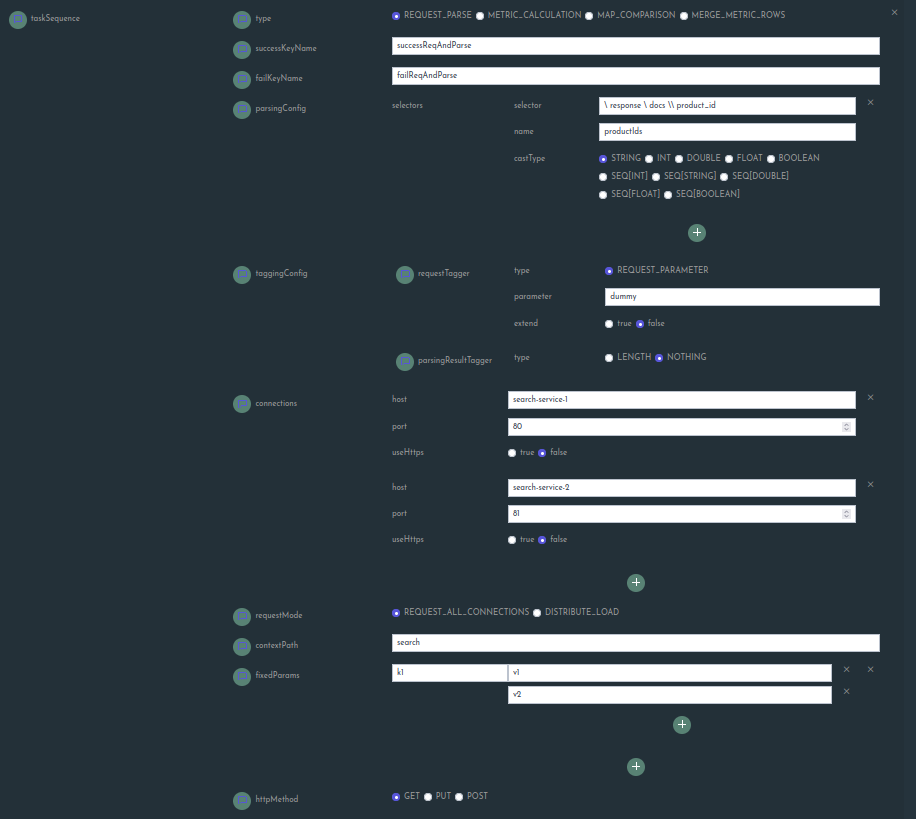 taskSequence type REQUEST_PARSE METRIC_CALCULATION MAP_COMPARISON MERGE_METRIC_ROWS ×
successKeyName successReqAndParse
failKeyName failReqAndParse
parsingConfig selectors selector \ response \ docs \\ product_id ×
name productIds
castType STRING INT DOUBLE FLOAT BOOLEAN
SEQ[INT] SEQ[STRING] SEQ[DOUBLE]
SEQ[FLOAT] SEQ[BOOLEAN]
+
taggingConfig requestTagger type REQUEST_PARAMETER
parameter dummy
extend true false
parsingResultTagger type LENGTH NOTHING
connections host search-service-1 ×
port 80
useHttps true false
host search-service-2 ×
port 81
useHttps true false
+
requestMode REQUEST_ALL_CONNECTIONS DISTRIBUTE_LOAD
contextPath search
fixedParams k1 v1 × ×
v2 ×
+
+
httpMethod GET PUT POST